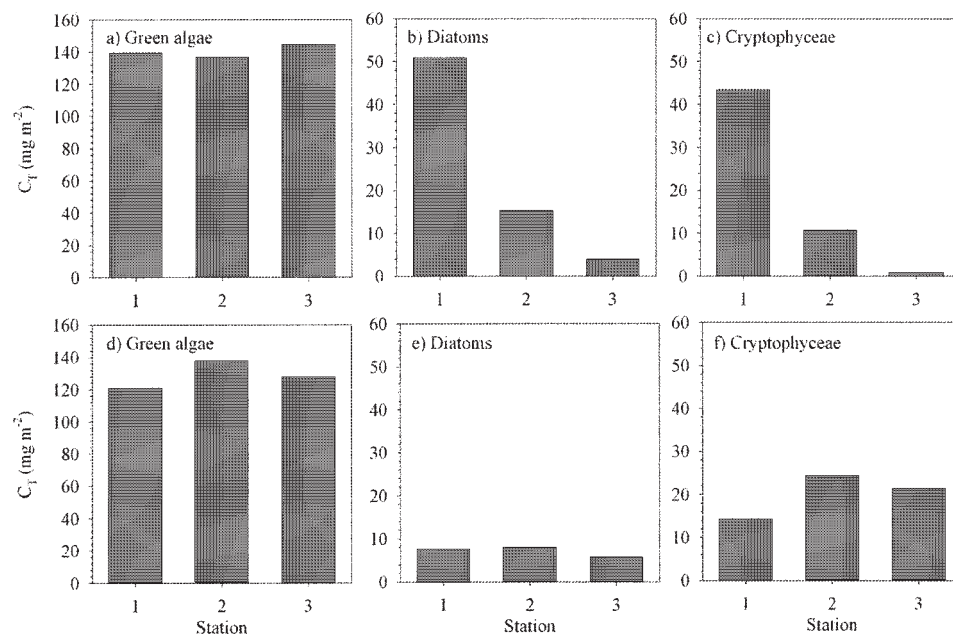 a) Green algae
160
140
120
100
80
60
40
20
0
C_T (mg m⁻²)
1 2 3
b) Diatoms
60
50
40
30
20
10
0
1 2 3
c) Cryptophyceae
60
50
40
30
20
10
0
1 2 3
d) Green algae
160
140
120
100
80
60
40
20
0
C_T (mg m⁻²)
1 2 3
e) Diatoms
60
50
40
30
20
10
0
1 2 3
Station
f) Cryptophyceae
60
50
40
30
20
10
0
1 2 3
Station
Station